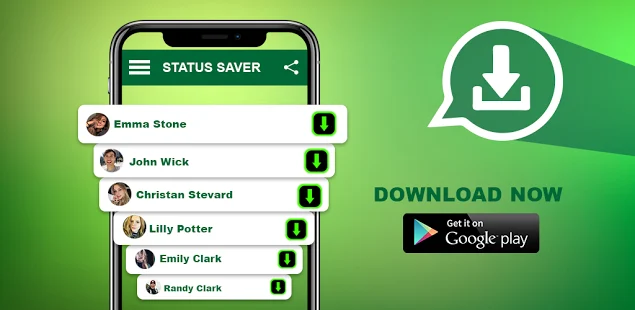 STATUS SAVER
Emma Stone
John Wick
Christan Stevard
Lilly Potter
Emily Clark
Randy Clark
DOWNLOAD NOW
Get it on
Google play